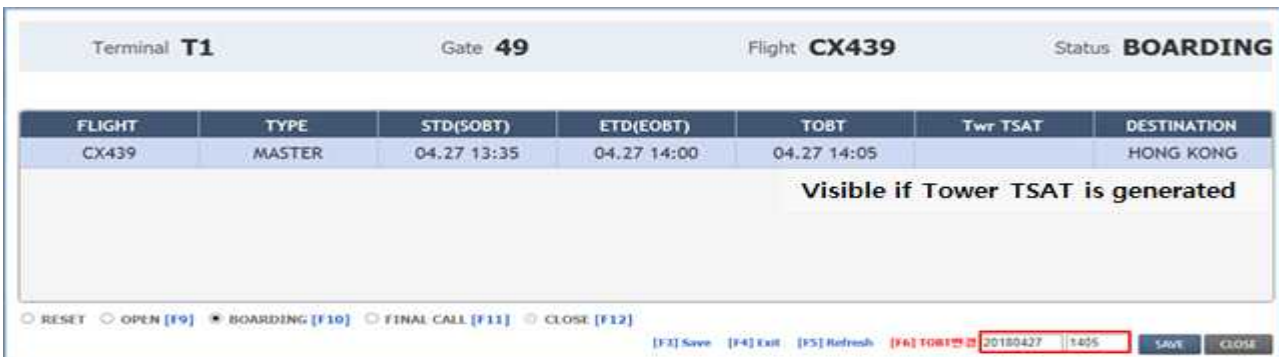 Terminal T1 Gate 49 Flight CX439 Status BOARDING
FLIGHT TYPE STD(SOBT) ETD(EOBT) TOBT Twr TSAT DESTINATION
CX439 MASTER 04.27 13:35 04.27 14:00 04.27 14:05 HONG KONG
Visible if Tower TSAT is generated
RESET OPEN [F9] BOARDING [F10] FINAL CALL [F11] CLOSE [F12]
[F3] Save [F4] Exit [F5] Refresh [F6] TOBT변경 20180427 1405 SAVE CLOSE